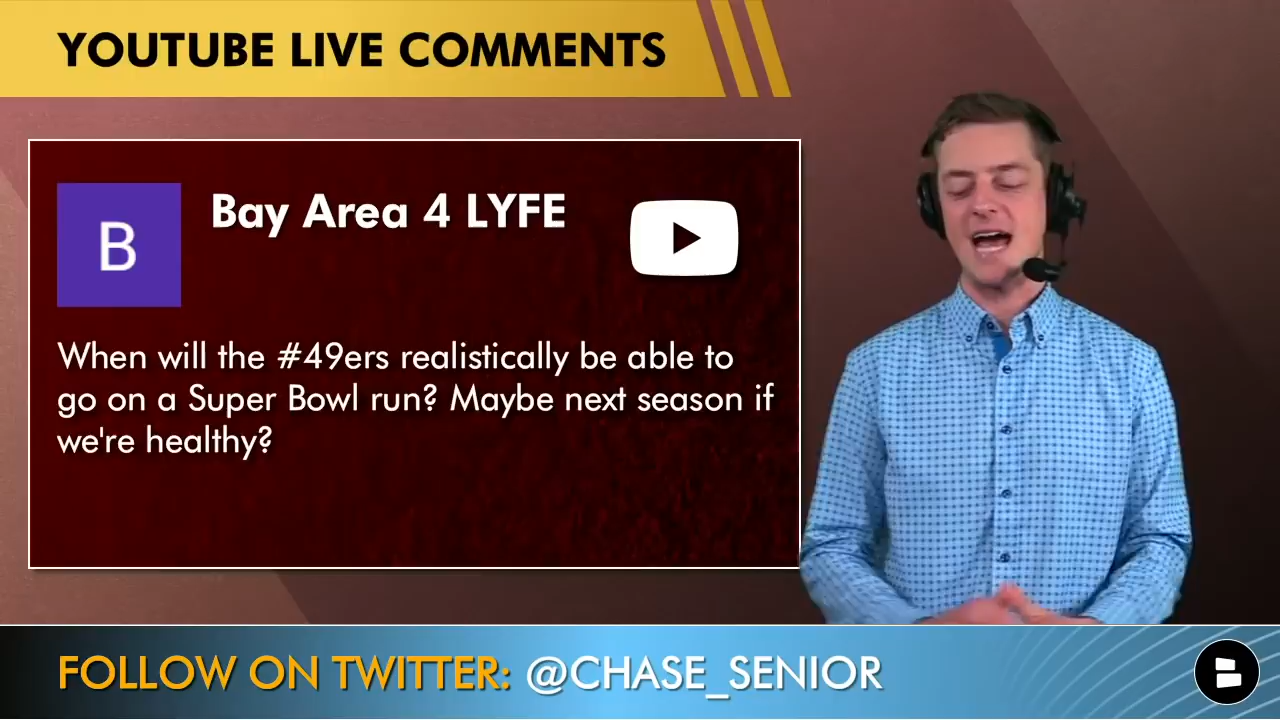 YOUTUBE LIVE COMMENTS
B
Bay Area 4 LYFE
When will the #49ers realistically be able to
go on a Super Bowl run? Maybe next season if
we're healthy?
FOLLOW ON TWITTER: @CHASE_SENIOR